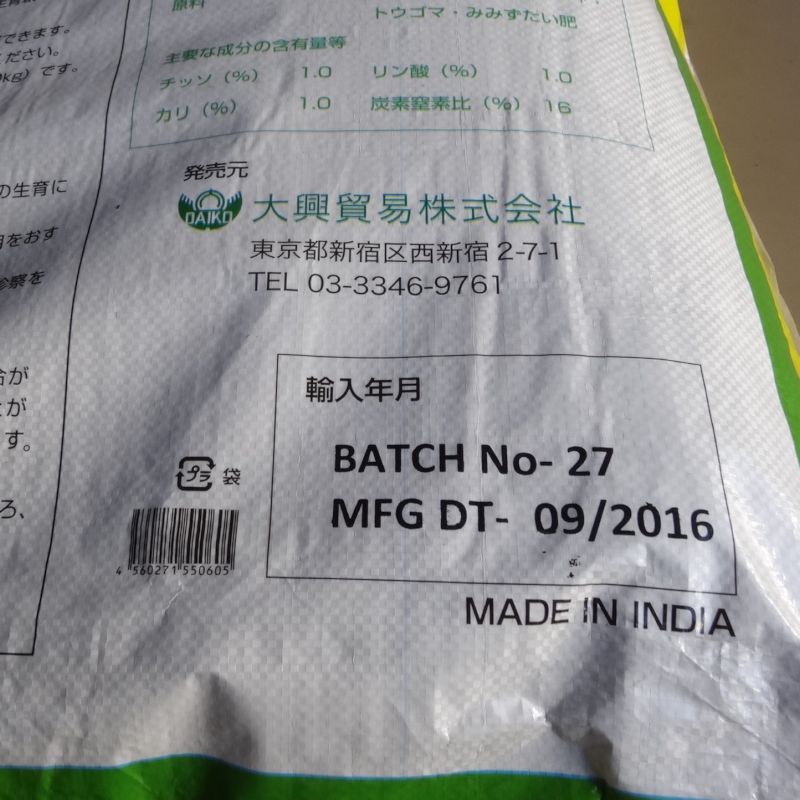 できます。
ください。
kg）です。
の生育に
用をおす
診察を
合が
とが
す。
ろ、
原料
トウゴマ・みみずたい肥
主要な成分の含有量等
チッソ（%） 1.0 リン酸（%） 1.0
カリ（%） 1.0 炭素窒素比（%） 16
発売元
DAIKO 大興貿易株式会社
東京都新宿区西新宿 2-7-1
TEL 03-3346-9761
輸入年月
BATCH No- 27
MFG DT- 09/2016
プラ 袋
4 560271 550605
MADE IN INDIA